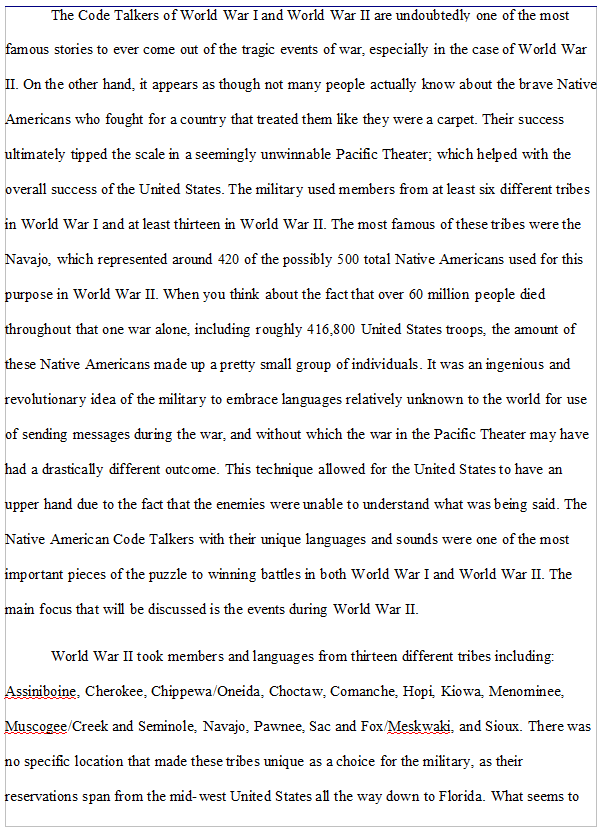 The Code Talkers of World War I and World War II are undoubtedly one of the most
famous stories to ever come out of the tragic events of war, especially in the case of World War
II. On the other hand, it appears as though not many people actually know about the brave Native
Americans who fought for a country that treated them like they were a carpet. Their success
ultimately tipped the scale in a seemingly unwinnable Pacific Theater; which helped with the
overall success of the United States. The military used members from at least six different tribes
in World War I and at least thirteen in World War II. The most famous of these tribes were the
Navajo, which represented around 420 of the possibly 500 total Native Americans used for this
purpose in World War II. When you think about the fact that over 60 million people died
throughout that one war alone, including roughly 416,800 United States troops, the amount of
these Native Americans made up a pretty small group of individuals. It was an ingenious and
revolutionary idea of the military to embrace languages relatively unknown to the world for use
of sending messages during the war, and without which the war in the Pacific Theater may have
had a drastically different outcome. This technique allowed for the United States to have an
upper hand due to the fact that the enemies were unable to understand what was being said. The
Native American Code Talkers with their unique languages and sounds were one of the most
important pieces of the puzzle to winning battles in both World War I and World War II. The
main focus that will be discussed is the events during World War II.
World War II took members and languages from thirteen different tribes including:
Assiniboine, Cherokee, Chippewa/Oneida, Choctaw, Comanche, Hopi, Kiowa, Menominee,
Muscogee/Creek and Seminole, Navajo, Pawnee, Sac and Fox/Meskwaki, and Sioux. There was
no specific location that made these tribes unique as a choice for the military, as their
reservations span from the mid-west United States all the way down to Florida. What seems to